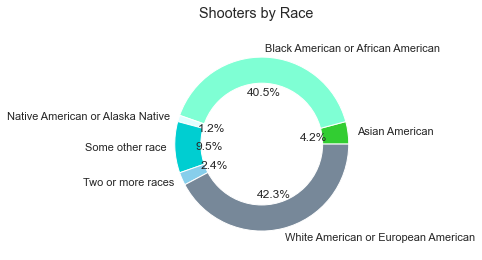 Shooters by Race
Black American or African American
40.5%
Native American or Alaska Native
1.2%
Asian American
4.2%
Some other race
9.5%
Two or more races
2.4%
42.3%
White American or European American